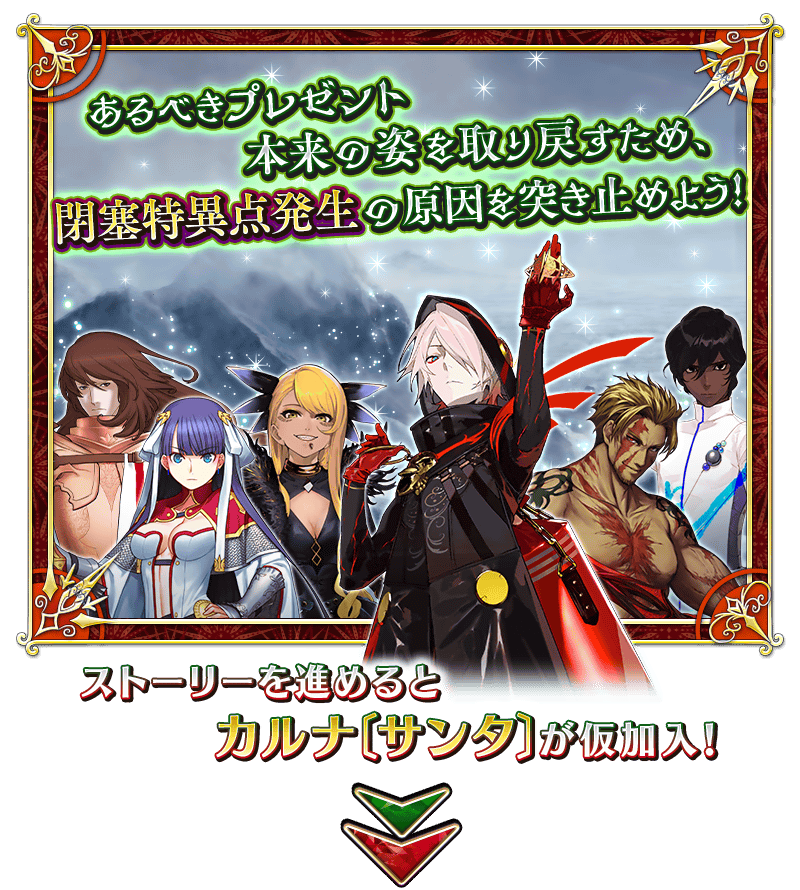 あるべきプレゼント
本来の姿を取り戻すため、
閉塞特異点発生の原因を突き止めよう!
ストーリーを進めると
カルナ〔サンタ〕が仮加入!